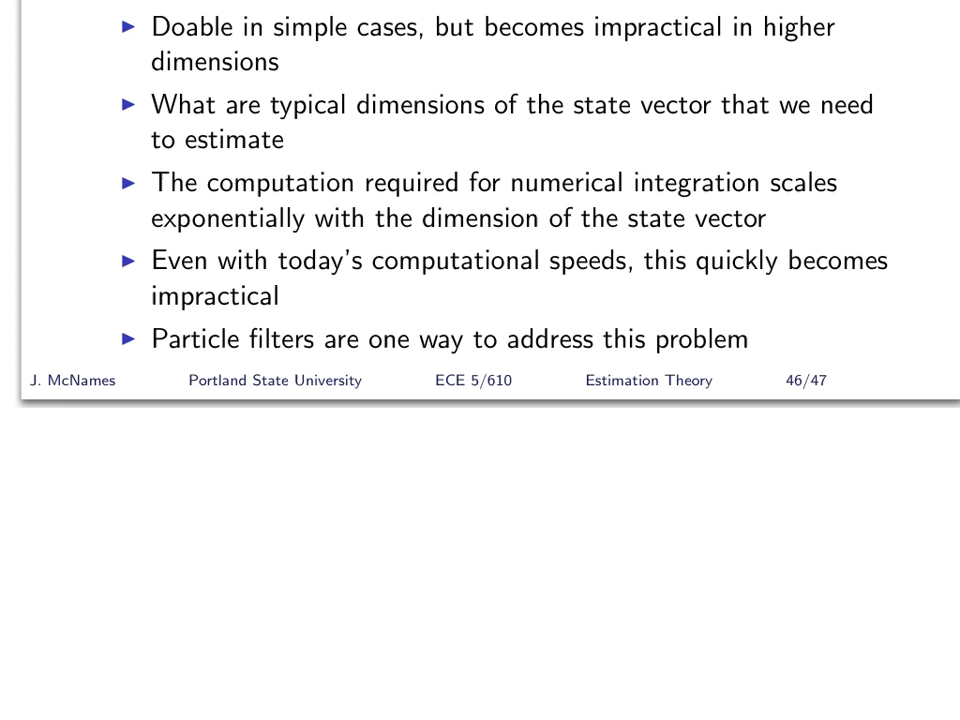 ▶ Doable in simple cases, but becomes impractical in higher
dimensions
▶ What are typical dimensions of the state vector that we need
to estimate
▶ The computation required for numerical integration scales
exponentially with the dimension of the state vector
▶ Even with today's computational speeds, this quickly becomes
impractical
▶ Particle filters are one way to address this problem
J. McNames Portland State University ECE 5/610 Estimation Theory 46/47